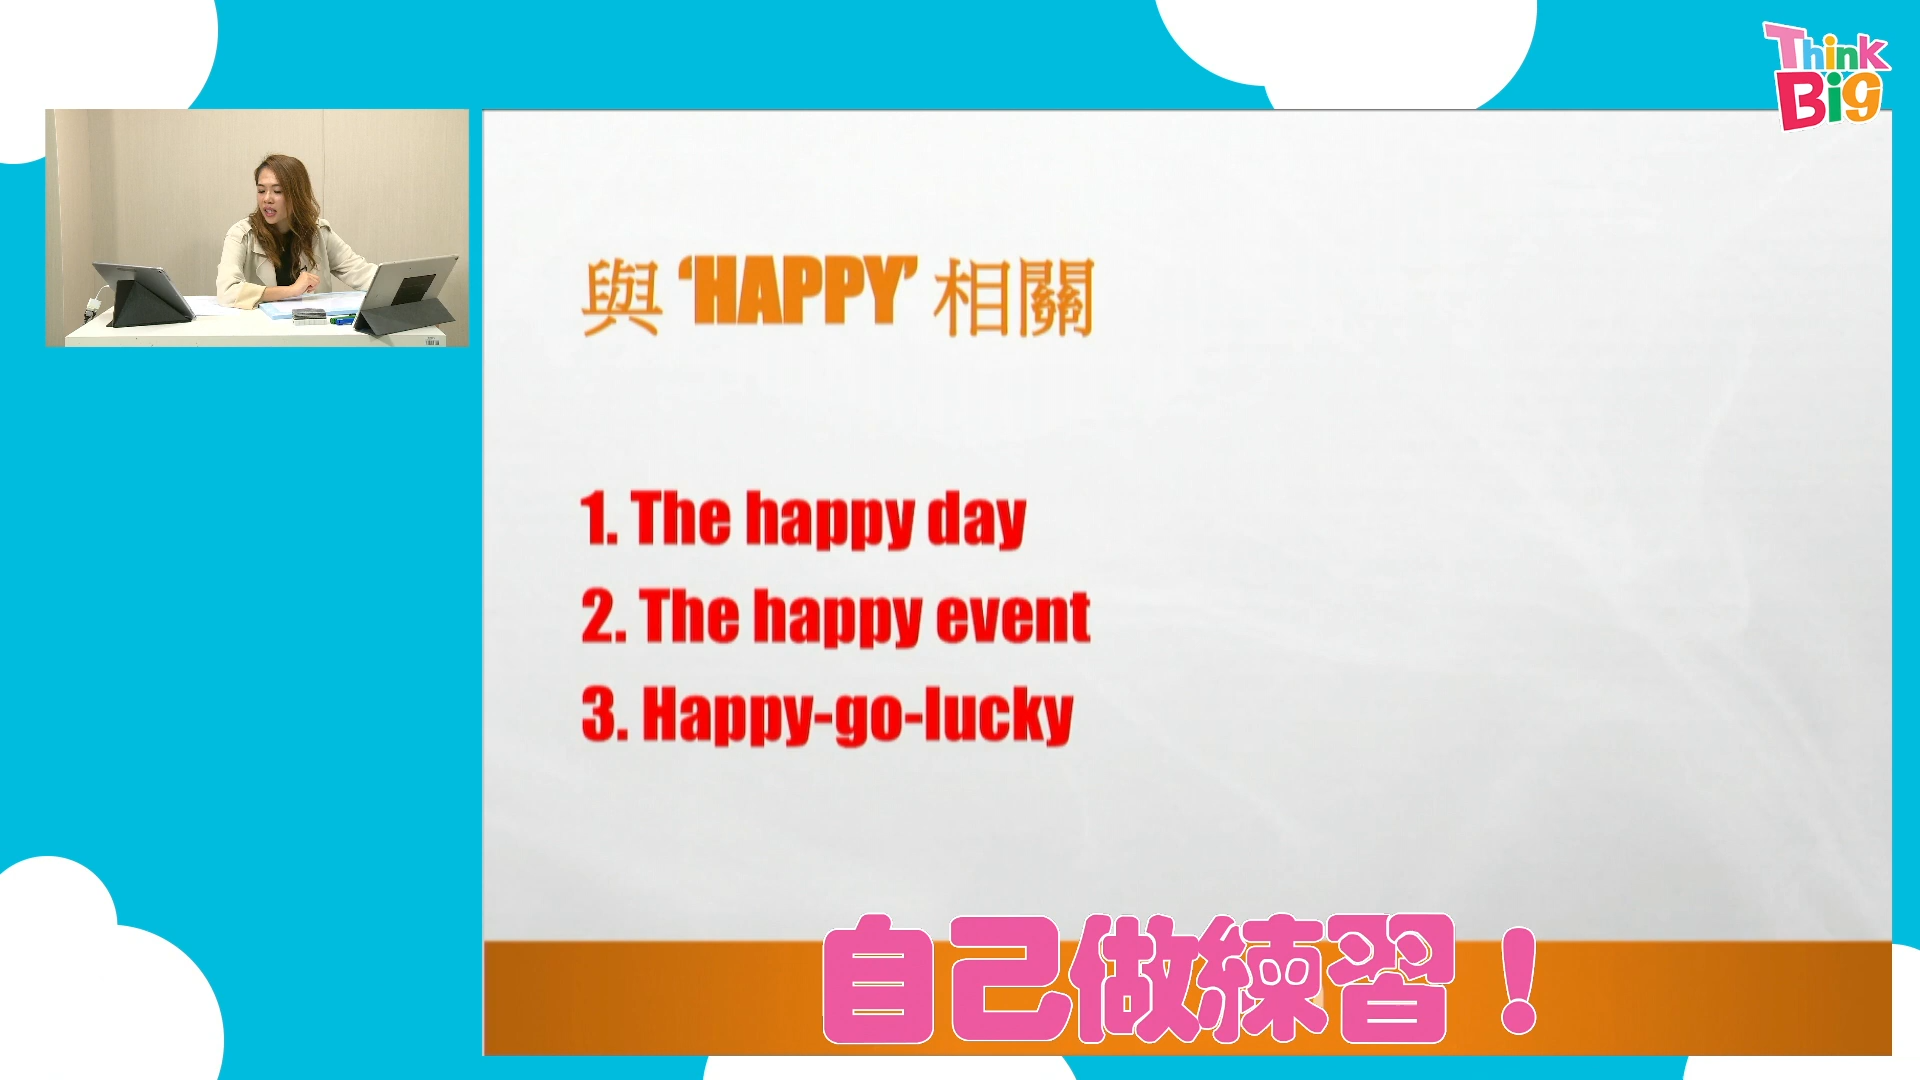 Think
Big
與 ‘HAPPY’ 相關
1. The happy day
2. The happy event
3. Happy-go-lucky
自己做練習！